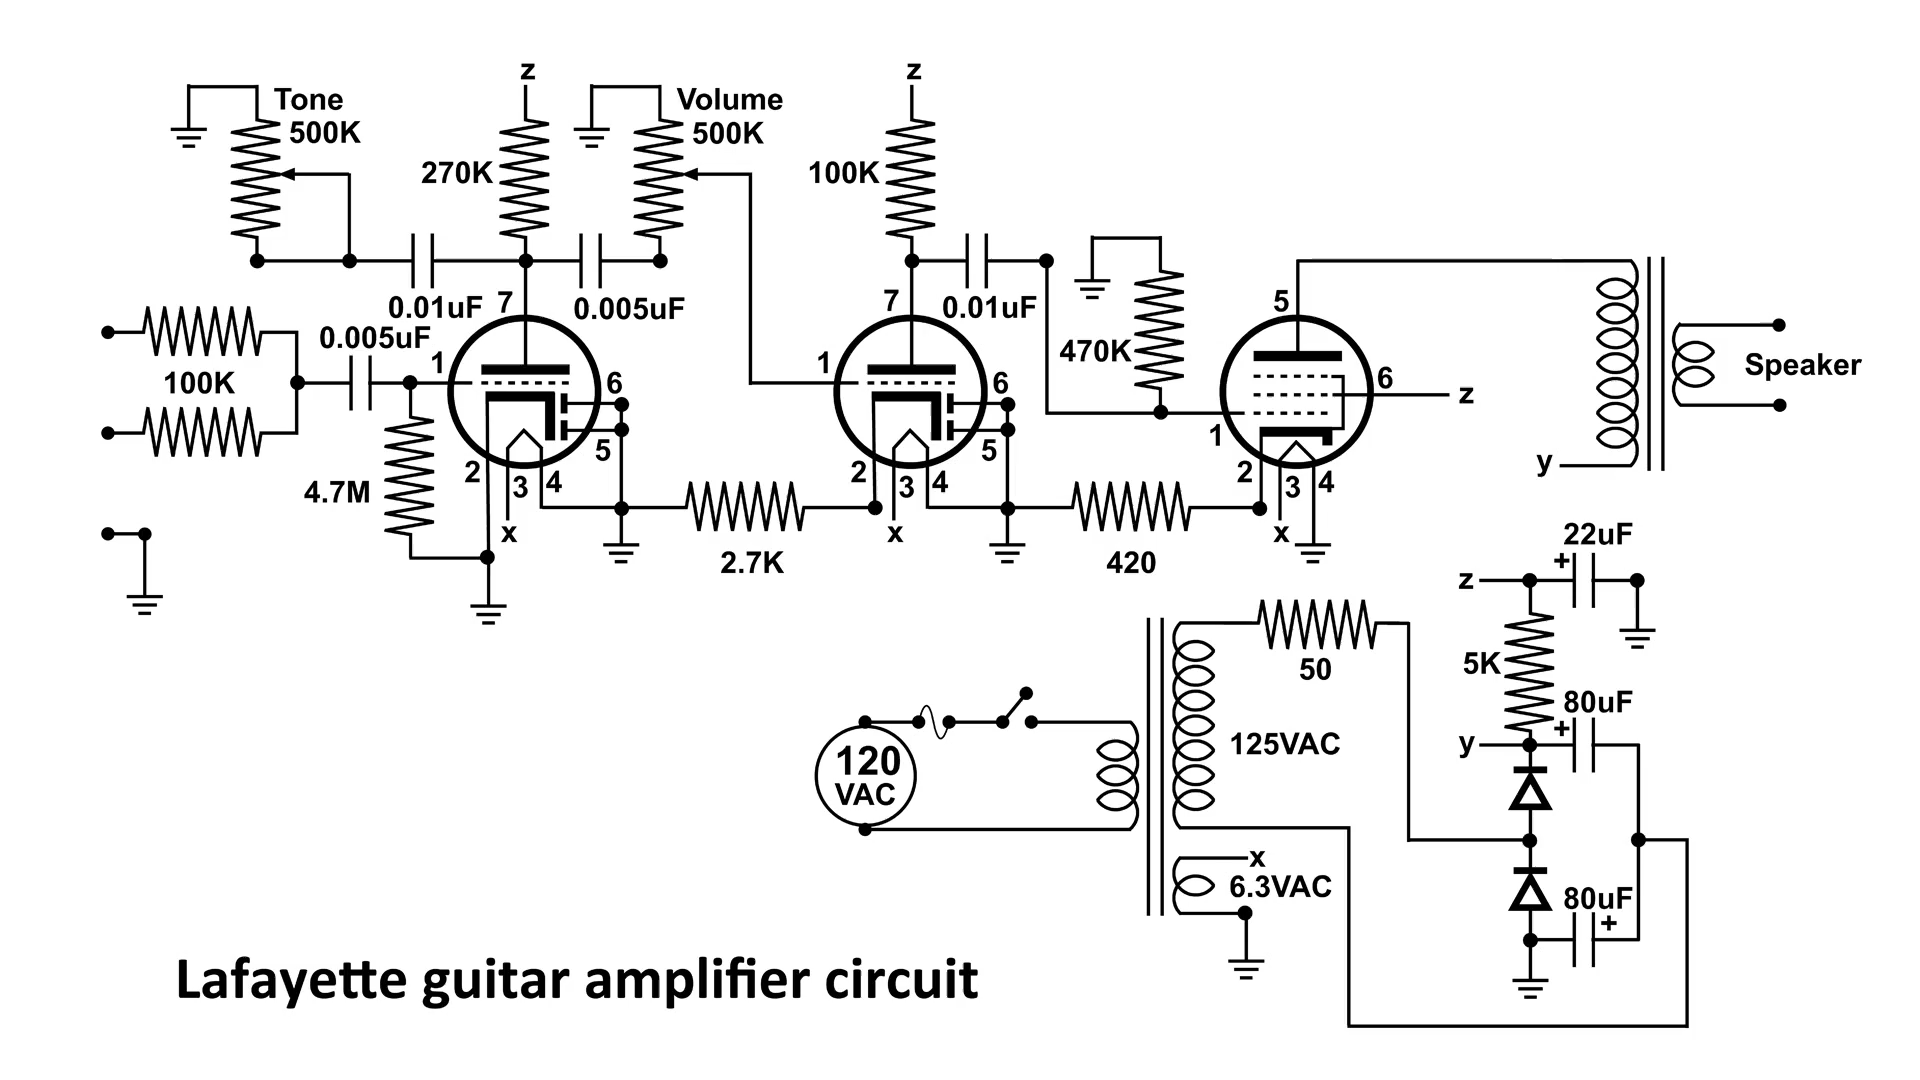 z
z
Tone
500K
Volume
500K
270K
100K
0.01uF
7
0.005uF
7
0.01uF
5
0.005uF
1
6
1
6
470K
6
z
Speaker
100K
5
5
1
y
4.7M
2
3
4
2
3
4
2
3
4
x
x
x
2.7K
420
22uF
+
z
50
5K
80uF
+
y
125VAC
120
VAC
x
6.3VAC
80uF
+
Lafayette guitar amplifier circuit